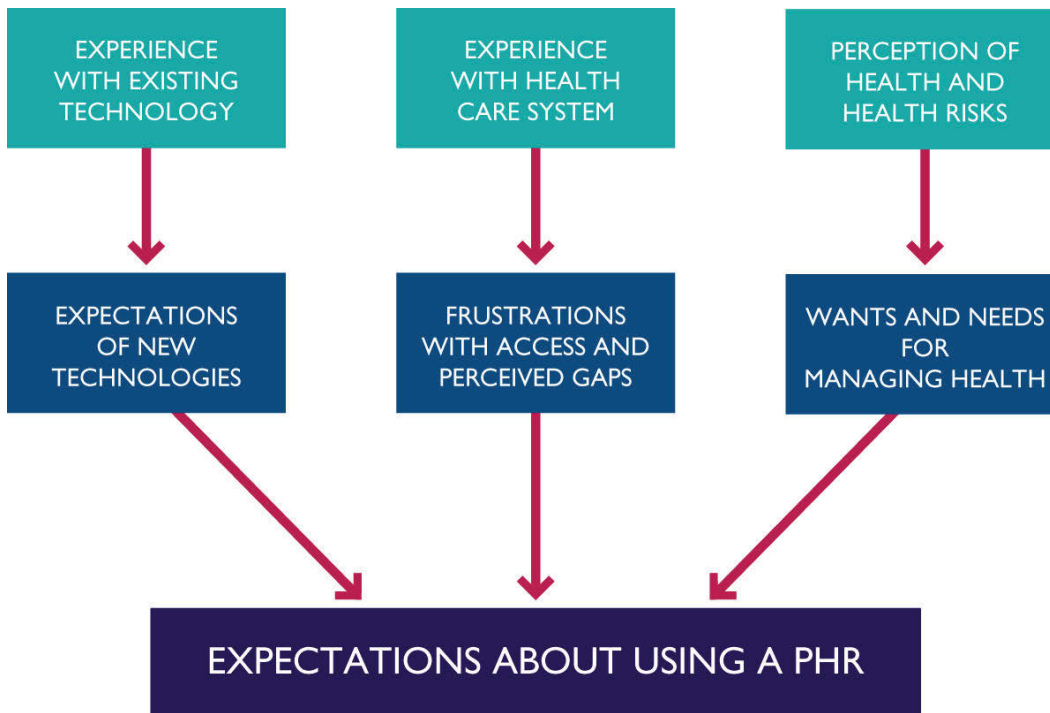 EXPERIENCE
WITH EXISTING
TECHNOLOGY
EXPERIENCE
WITH HEALTH
CARE SYSTEM
PERCEPTION OF
HEALTH AND
HEALTH RISKS
EXPECTATIONS
OF NEW
TECHNOLOGIES
FRUSTRATIONS
WITH ACCESS AND
PERCEIVED GAPS
WANTS AND NEEDS
FOR
MANAGING HEALTH
EXPECTATIONS ABOUT USING A PHR